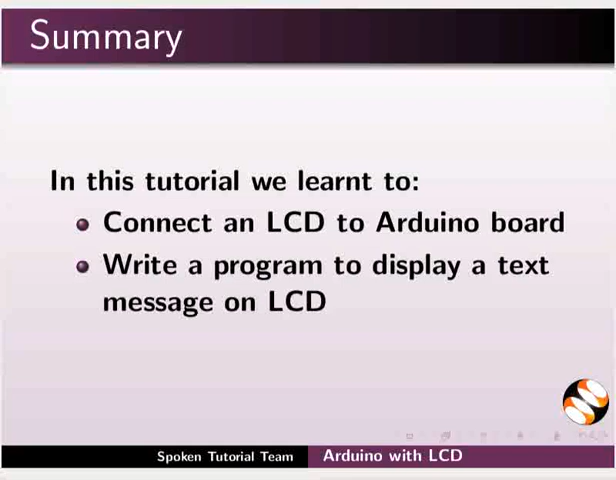 Summary
In this tutorial we learnt to:
Connect an LCD to Arduino board
Write a program to display a text
message on LCD
Spoken Tutorial Team
Arduino with LCD